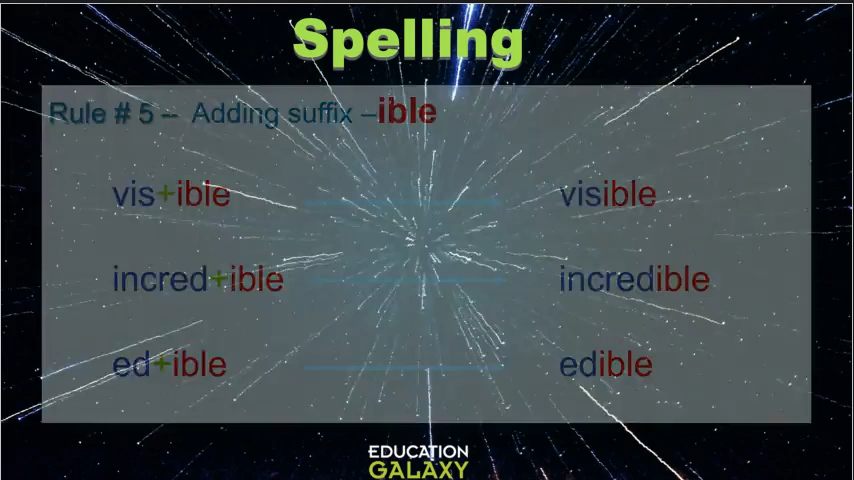 Spelling
Rule # 5 – Adding suffix –ible
vis+ible visible
incred+ible incredible
ed+ible edible
EDUCATION
GALAXY